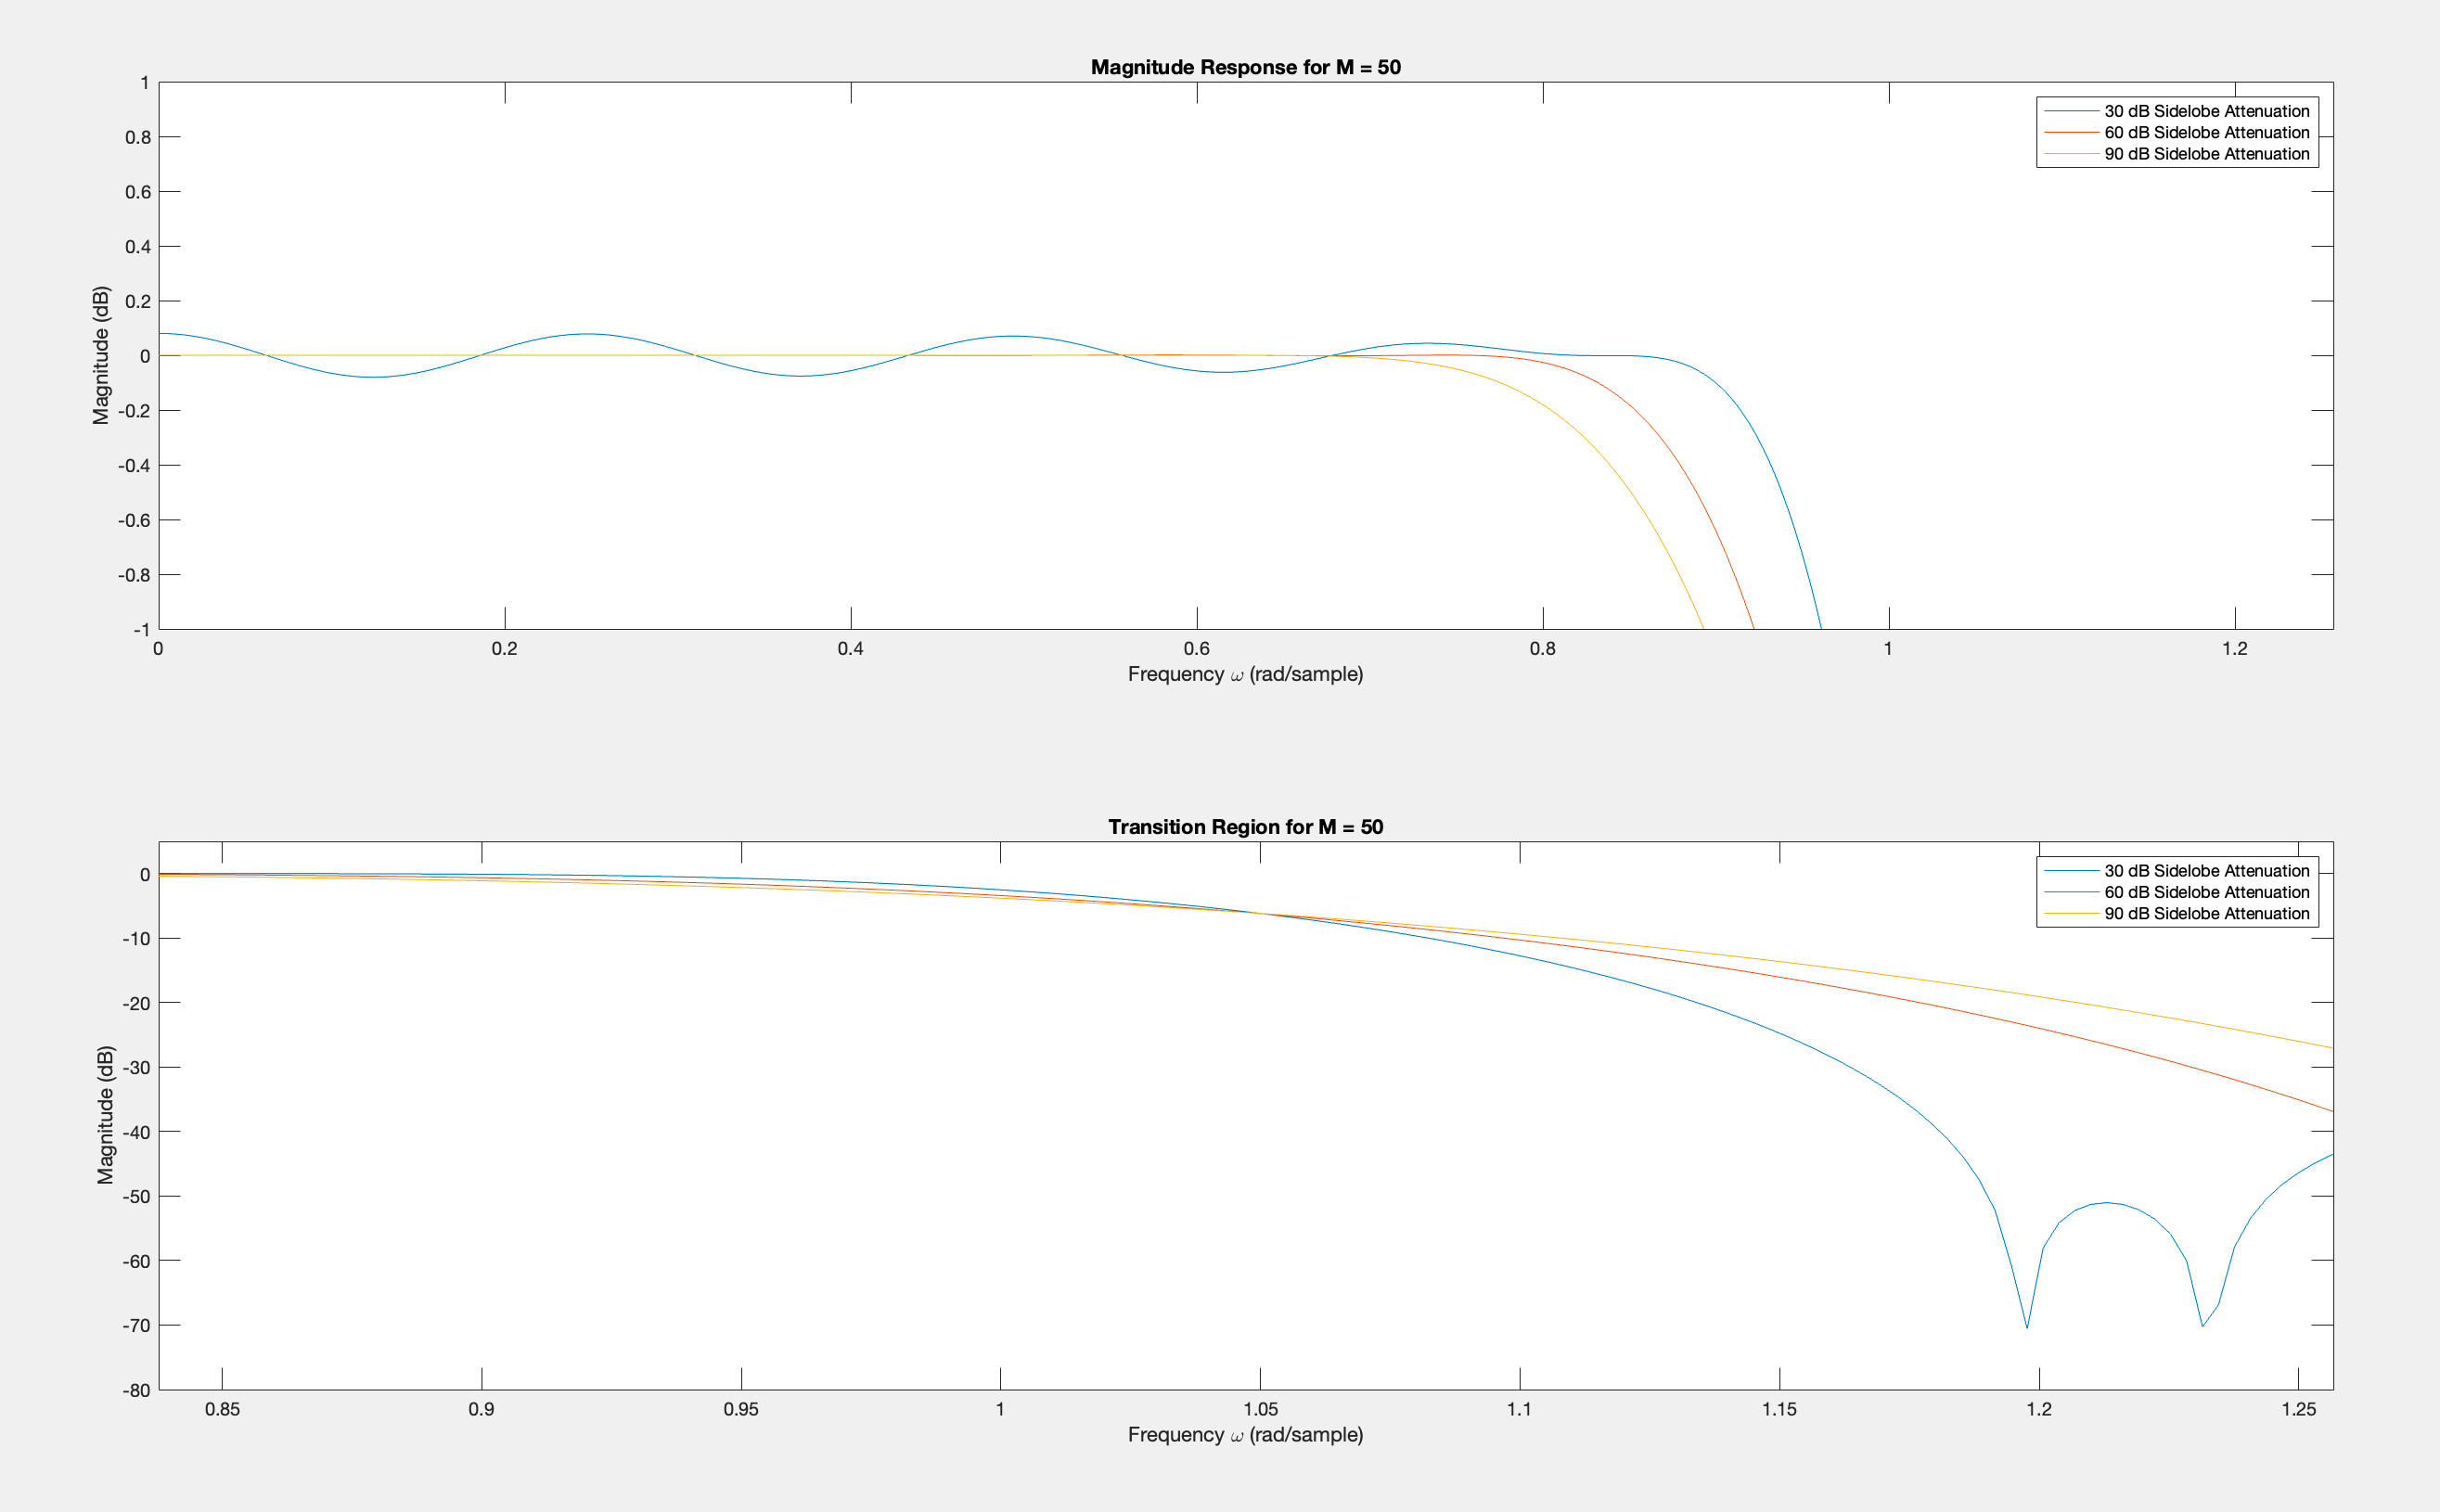 Magnitude Response for M = 50
1
0.8
0.6
0.4
0.2
0
-0.2
-0.4
-0.6
-0.8
-1
Magnitude (dB)
30 dB Sidelobe Attenuation
60 dB Sidelobe Attenuation
90 dB Sidelobe Attenuation
0 0.2 0.4 0.6 0.8 1 1.2
Frequency ω (rad/sample)
Transition Region for M = 50
0
-10
-20
-30
-40
-50
-60
-70
-80
Magnitude (dB)
30 dB Sidelobe Attenuation
60 dB Sidelobe Attenuation
90 dB Sidelobe Attenuation
0.85 0.9 0.95 1 1.05 1.1 1.15 1.2 1.25
Frequency ω (rad/sample)